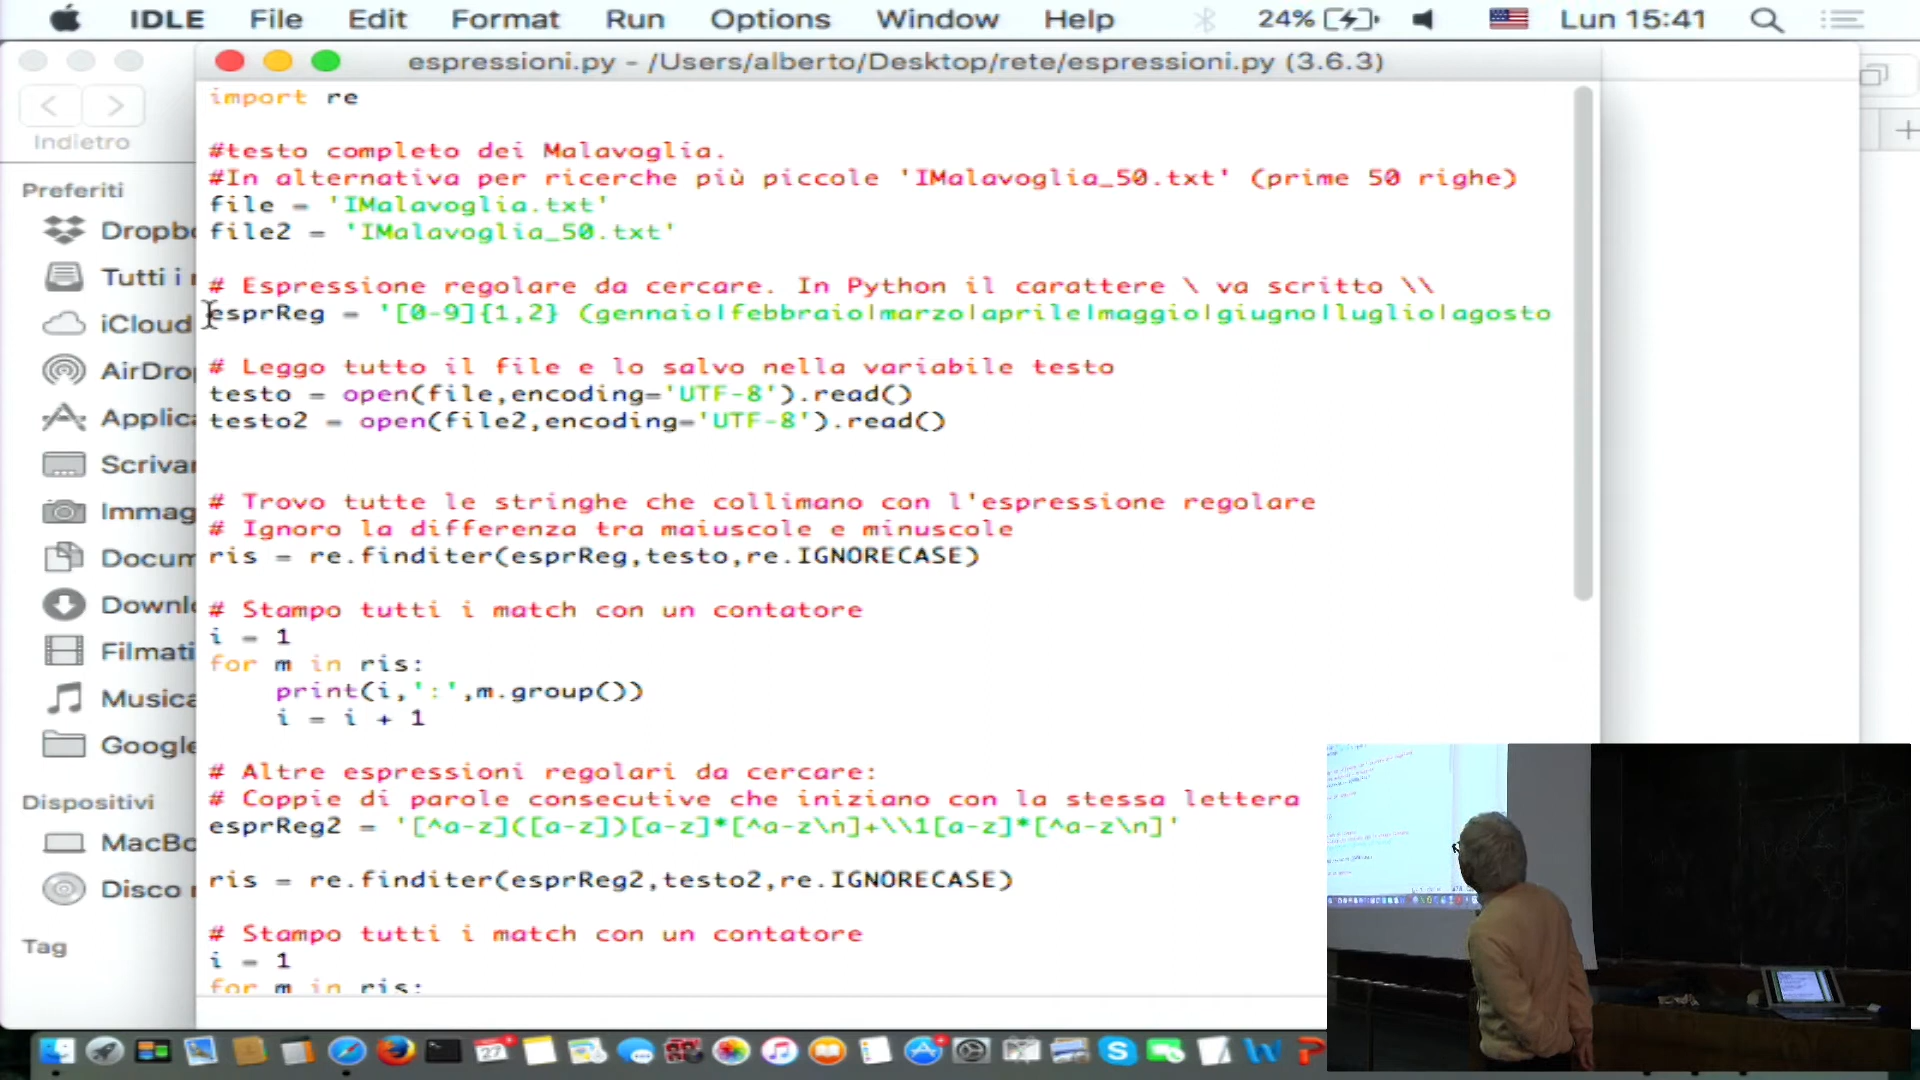 IDLE File Edit Format Run Options Window Help 24% Lun 15:41
espressioni.py - /Users/alberto/Desktop/rete/espressioni.py (3.6.3)
Indietro
Preferiti
Tutti i
iCloud
Tag
Dispositivi
Disco
import re
#testo completo dei Malavoglia.
#In alternativa per ricerche più piccole 'IMalavoglia_50.txt' (prime 50 righe)
file = 'IMalavoglia.txt'
file2 = 'IMalavoglia_50.txt'
# Espressione regolare da cercare. In Python il carattere \ va scritto \\
esprReg = '[0-9]{1,2} (gennaio|febbraio|marzo|aprile|maggio|giugno|luglio|agosto
# Leggo tutto il file e lo salvo nella variabile testo
testo = open(file,encoding='UTF-8').read()
testo2 = open(file2,encoding='UTF-8').read()
# Trovo tutte le stringhe che collimano con l'espressione regolare
# Ignoro la differenza tra maiuscole e minuscole
ris = re.finditer(esprReg,testo,re.IGNORECASE)
# Stampo tutti i match con un contatore
i = 1
for m in ris:
    print(i,':',m.group())
    i = i + 1
# Altre espressioni regolari da cercare:
# Coppie di parole consecutive che iniziano con la stessa lettera
esprReg2 = '[^a-z]([a-z])[a-z]*[^a-z\n]+\\1[a-z]*[^a-z\n]'
ris = re.finditer(esprReg2,testo2,re.IGNORECASE)
# Stampo tutti i match con un contatore
i = 1
for m in ris: